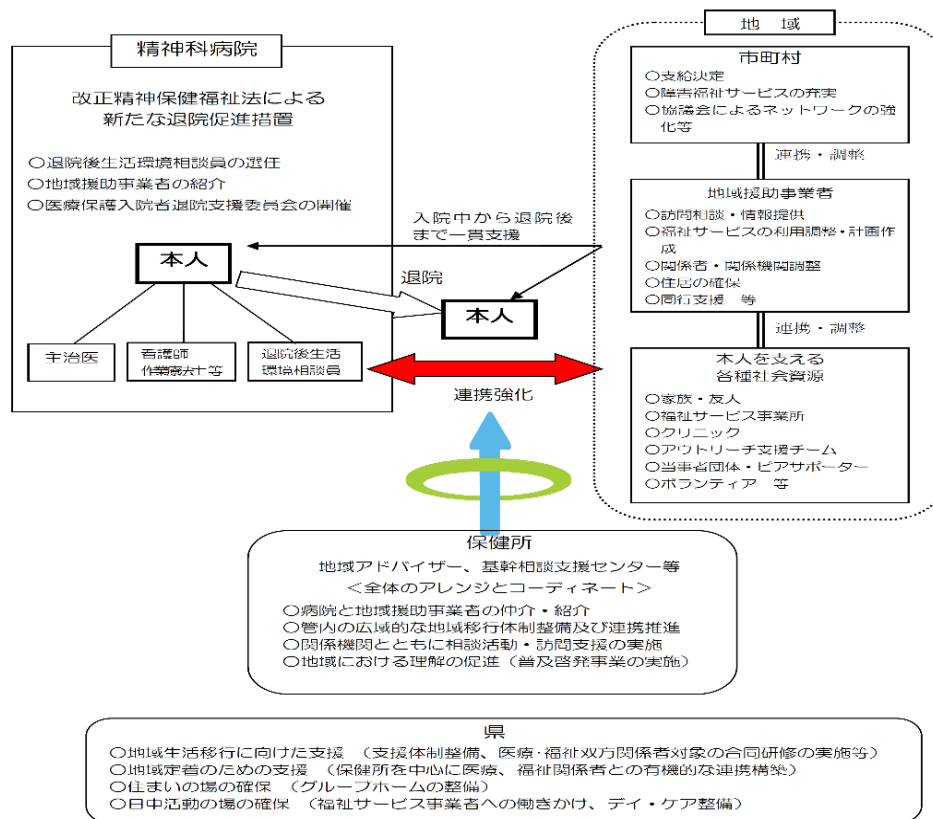 精神科病院
改正精神保健福祉法による
新たな退院促進措置
○退院後生活環境相談員の選任
○地域援助事業者の紹介
○医療保護入院者退院支援委員会の開催
本人
主治医
看護師
作業療法士等
退院後生活
環境相談員
入院中から退院後
まで一貫支援
退院
本人
連携強化
地域
市町村
○支給決定
○障害福祉サービスの充実
○協議会によるネットワークの強
化等
連携・調整
地域援助事業者
○訪問相談・情報提供
○福祉サービスの利用調整・計画作
成
○関係者・関係機関調整
○住居の確保
○同行支援 等
連携・調整
本人を支える
各種社会資源
○家族・友人
○福祉サービス事業所
○クリニック
○アウトリーチ支援チーム
○当事者団体・ピアサポーター
○ボランティア 等
保健所
地域アドバイザー、基幹相談支援センター等
＜全体のアレンジとコーディネート＞
○病院と地域援助事業者の仲介・紹介
○管内の広域的な地域移行体制整備及び連携推進
○関係機関とともに相談活動・訪問支援の実施
○地域における理解の促進（普及啓発事業の実施）
県
○地域生活移行に向けた支援 （支援体制整備、医療・福祉双方関係者対象の合同研修の実施等）
○地域定着のための支援 （保健所を中心に医療、福祉関係者との有機的な連携構築）
○住まいの場の確保 （グループホームの整備）
○日中活動の場の確保 （福祉サービス事業者への働きかけ、デイ・ケア整備）